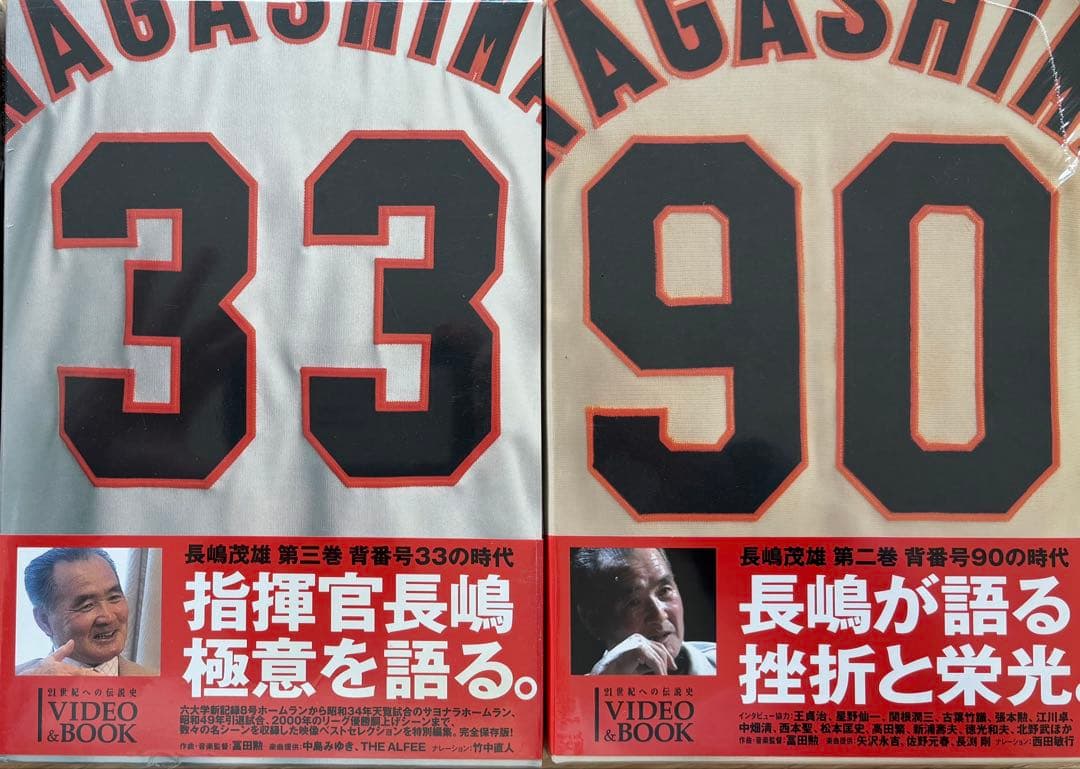 NAGASHIMA
33
長嶋茂雄 第三巻 背番号33の時代
指揮官長嶋
極意を語る。
21世紀への伝説史
VIDEO
&BOOK
六大学新記録8号ホームランから昭和34年天覧試合のサヨナラホームラン、
昭和49年引退試合、2000年のリーグ優勝胴上げシーンまで、
数々の名シーンを収録した映像ベストセレクションを特別編集。完全保存版!
作曲・音楽監督:冨田勲 楽曲提供:中島みゆき、THE ALFEE ナレーション:竹中直人
NAGASHIMA
90
長嶋茂雄 第二巻 背番号90の時代
長嶋が語る
挫折と栄光。
21世紀への伝説史
VIDEO
&BOOK
インタビュー協力:王貞治、星野仙一、関根潤三、古葉竹識、張本勲、江川卓、
中畑清、西本聖、松本匡史、高田繁、新浦壽夫、徳光和夫、北野武ほか
作曲・音楽監督:冨田勲 楽曲提供:矢沢永吉、佐野元春、長渕 剛 ナレーション:西田敏行